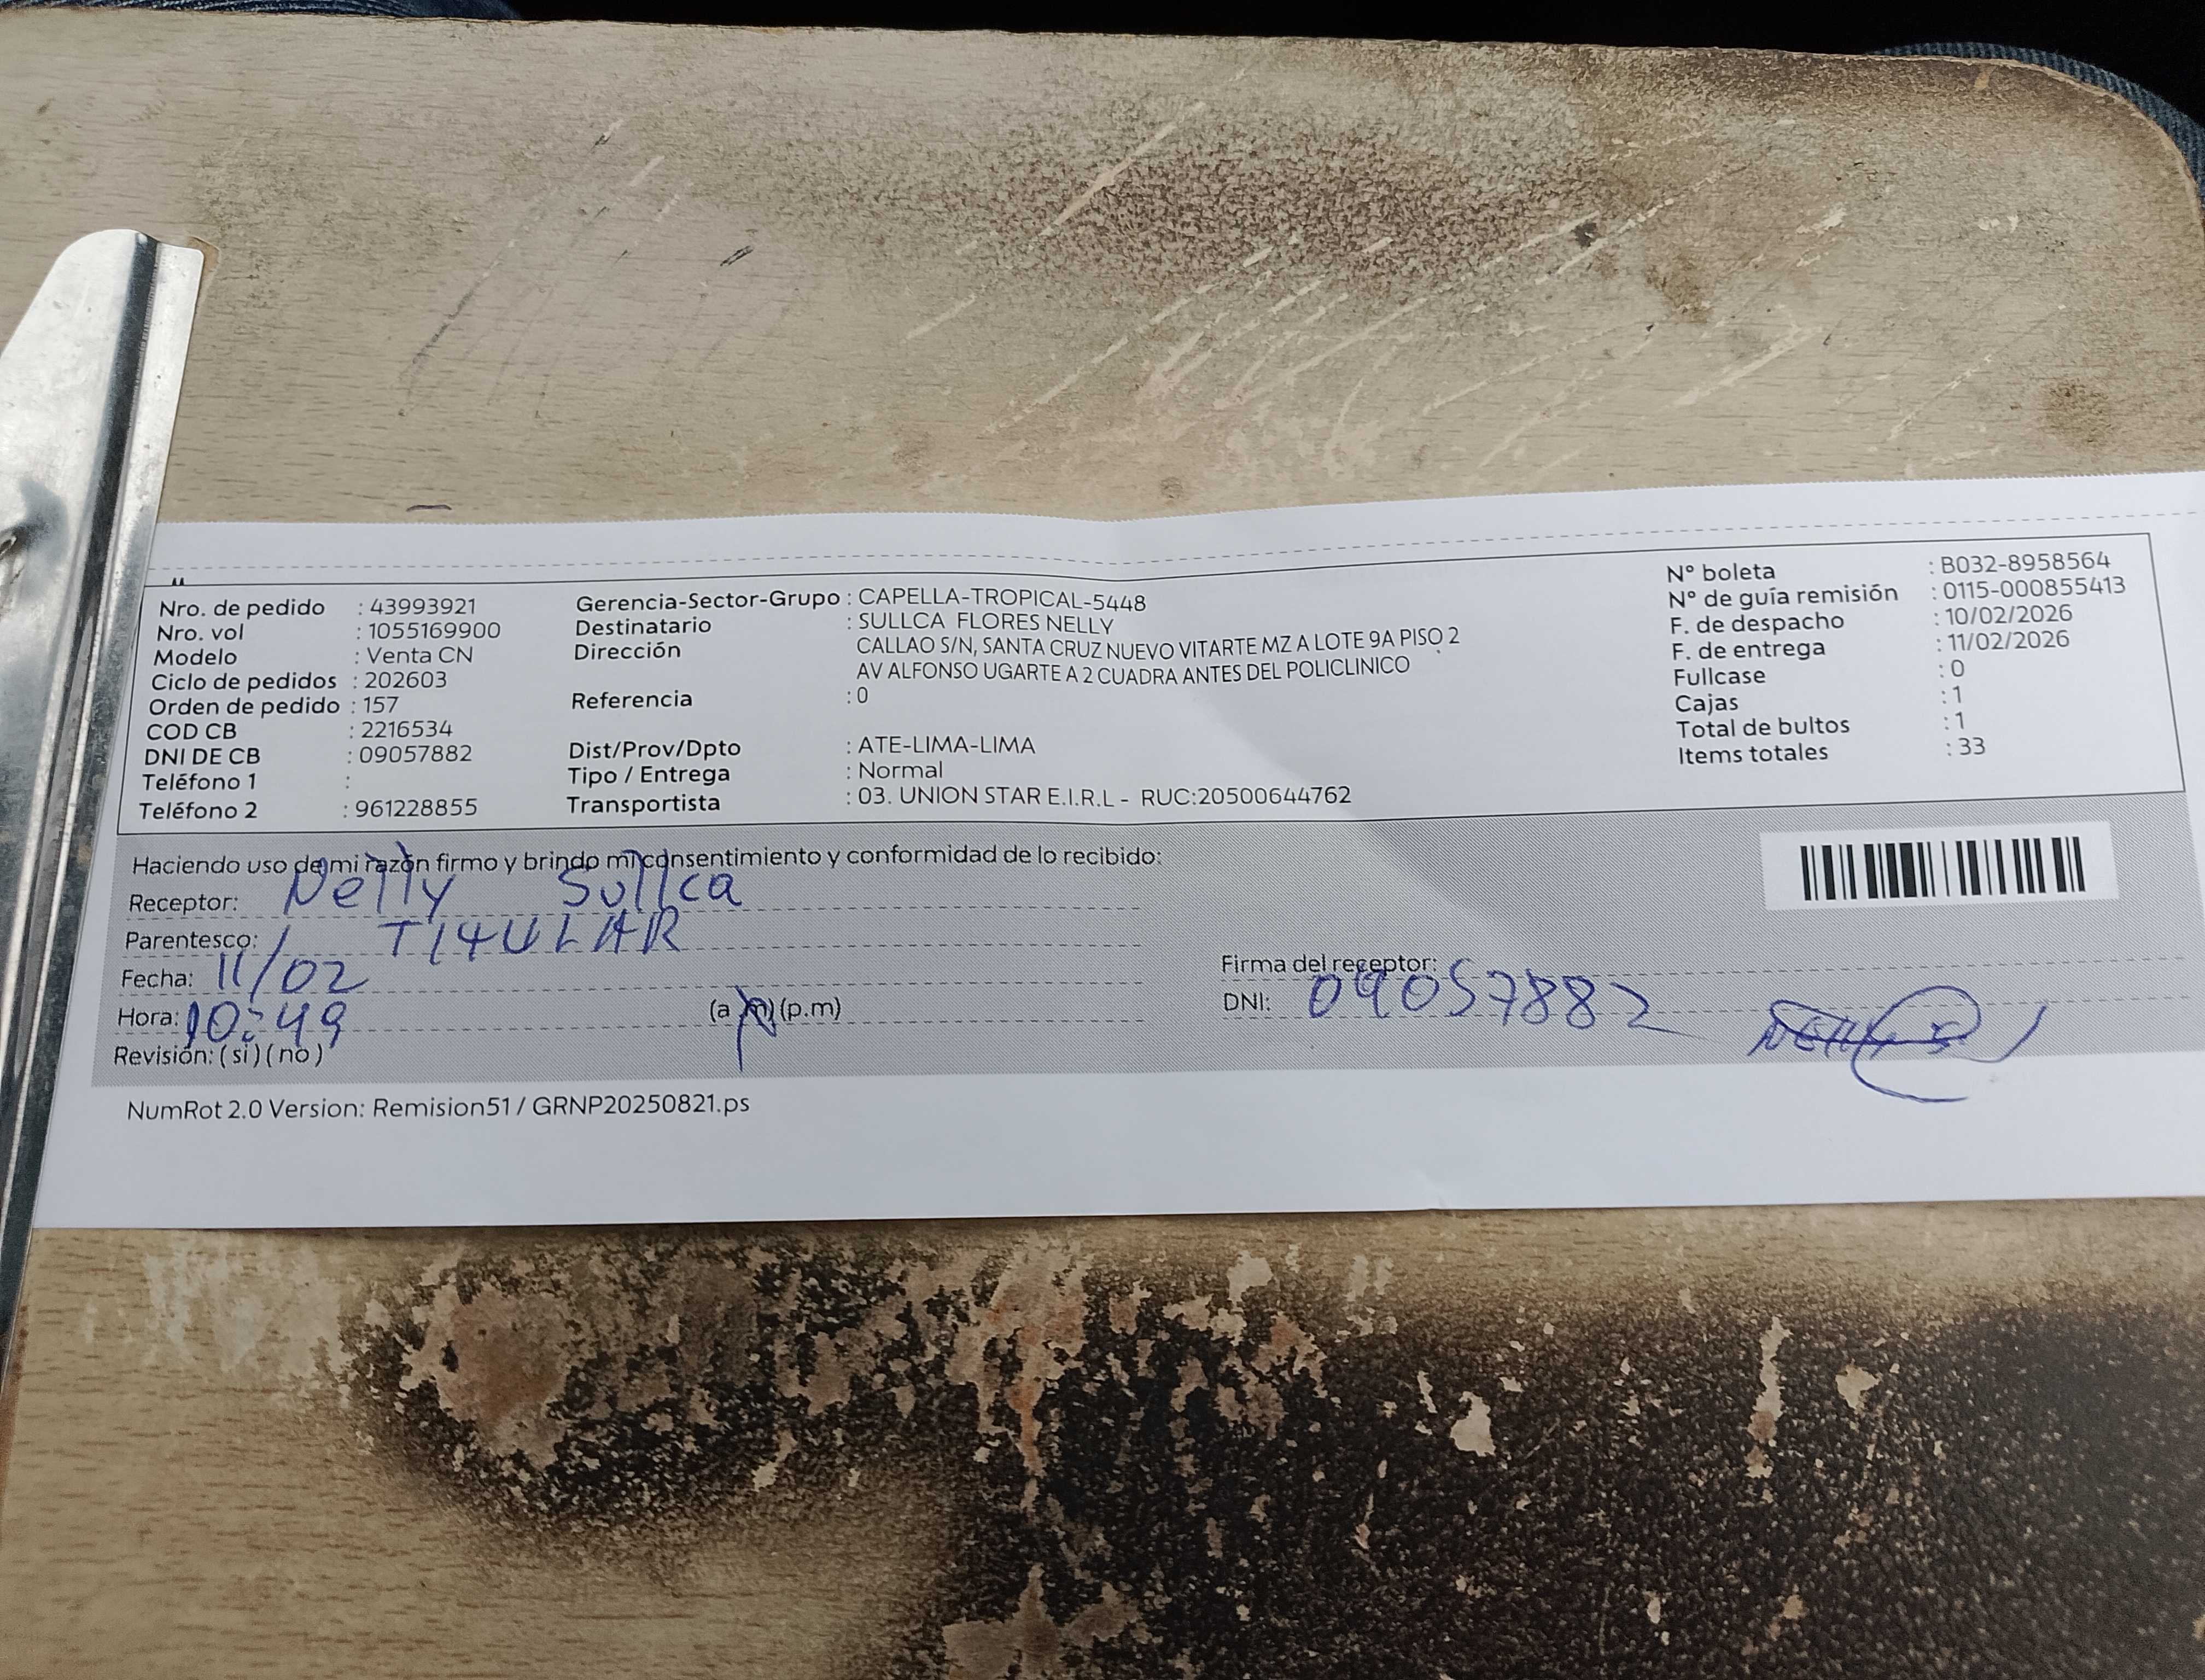 Nro. de pedido : 43993921
Nro. vol : 1055169900
Modelo : Venta CN
Ciclo de pedidos : 202603
Orden de pedido : 157
COD CB : 2216534
DNI DE CB : 09057882
Teléfono 1 :
Teléfono 2 : 961228855
Gerencia-Sector-Grupo : CAPELLA-TROPICAL-5448
Destinatario : SULLCA FLORES NELLY
Dirección CALLAO S/N, SANTA CRUZ NUEVO VITARTE MZ A LOTE 9A PISO 2
AV ALFONSO UGARTE A 2 CUADRA ANTES DEL POLICLINICO
Referencia : 0
Dist/Prov/Dpto : ATE-LIMA-LIMA
Tipo / Entrega : Normal
Transportista : 03. UNION STAR E.I.R.L - RUC:20500644762
N° boleta : B032-8958564
N° de guía remisión : 0115-000855413
F. de despacho : 10/02/2026
F. de entrega : 11/02/2026
Fullcase : 0
Cajas : 1
Total de bultos : 1
Items totales : 33
Haciendo uso de mi razón firmo y brindo mi consentimiento y conformidad de lo recibido:
Receptor: Nelly Sullca
Parentesco: TITULAR
Fecha: 11/02
Hora: 10:49 (a m) (p.m)
Revisión: ( si ) ( no )
Firma del receptor:
DNI: 09057882
NumRot 2.0 Version: Remision51 / GRNP20250821.ps